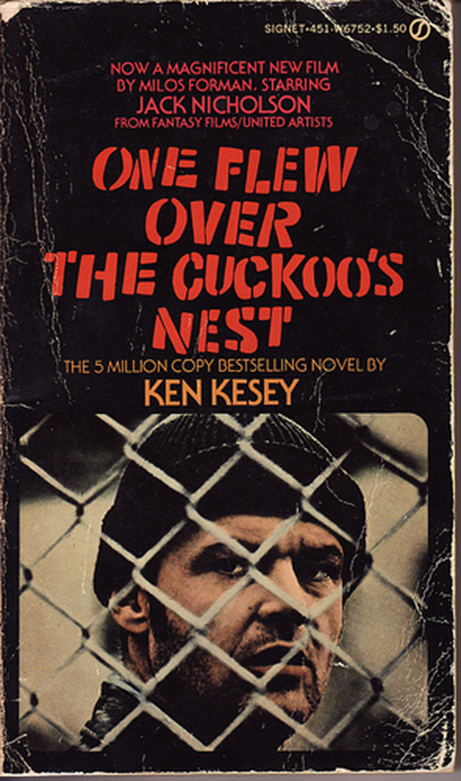 SIGNET·451-W6752·$1.50
NOW A MAGNIFICENT NEW FILM
BY MILOS FORMAN. STARRING
JACK NICHOLSON
FROM FANTASY FILMS/UNITED ARTISTS
ONE FLEW
OVER
THE CUCKOO'S
NEST
THE 5 MILLION COPY BESTSELLING NOVEL BY
KEN KESEY